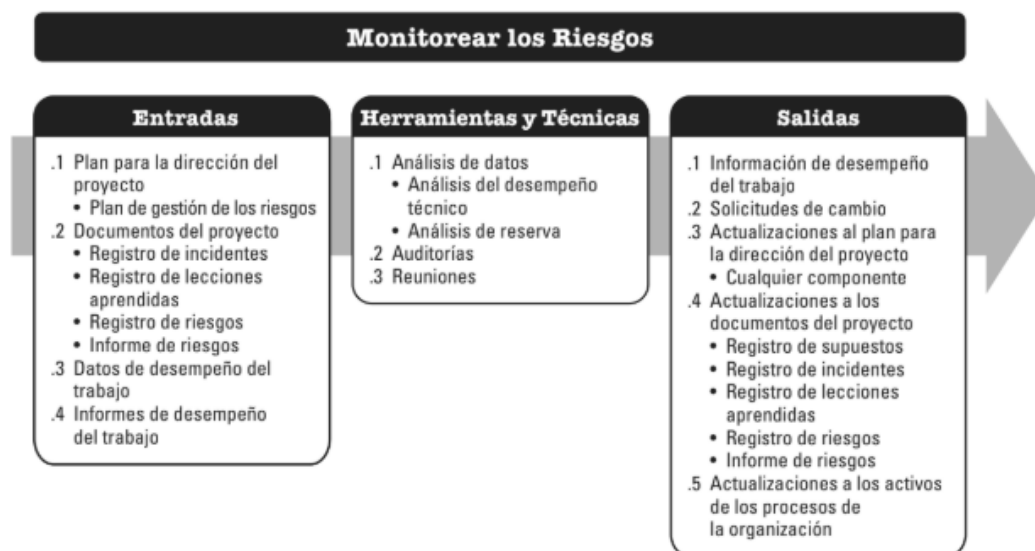 Monitorear los Riesgos
Entradas
.1 Plan para la dirección del
proyecto
• Plan de gestión de los riesgos
.2 Documentos del proyecto
• Registro de incidentes
• Registro de lecciones
aprendidas
• Registro de riesgos
• Informe de riesgos
.3 Datos de desempeño del
trabajo
.4 Informes de desempeño
del trabajo
Herramientas y Técnicas
.1 Análisis de datos
• Análisis del desempeño
técnico
• Análisis de reserva
.2 Auditorías
.3 Reuniones
Salidas
.1 Información de desempeño
del trabajo
.2 Solicitudes de cambio
.3 Actualizaciones al plan para
la dirección del proyecto
• Cualquier componente
.4 Actualizaciones a los
documentos del proyecto
• Registro de supuestos
• Registro de incidentes
• Registro de lecciones
aprendidas
• Registro de riesgos
• Informe de riesgos
.5 Actualizaciones a los activos
de los procesos de
la organización